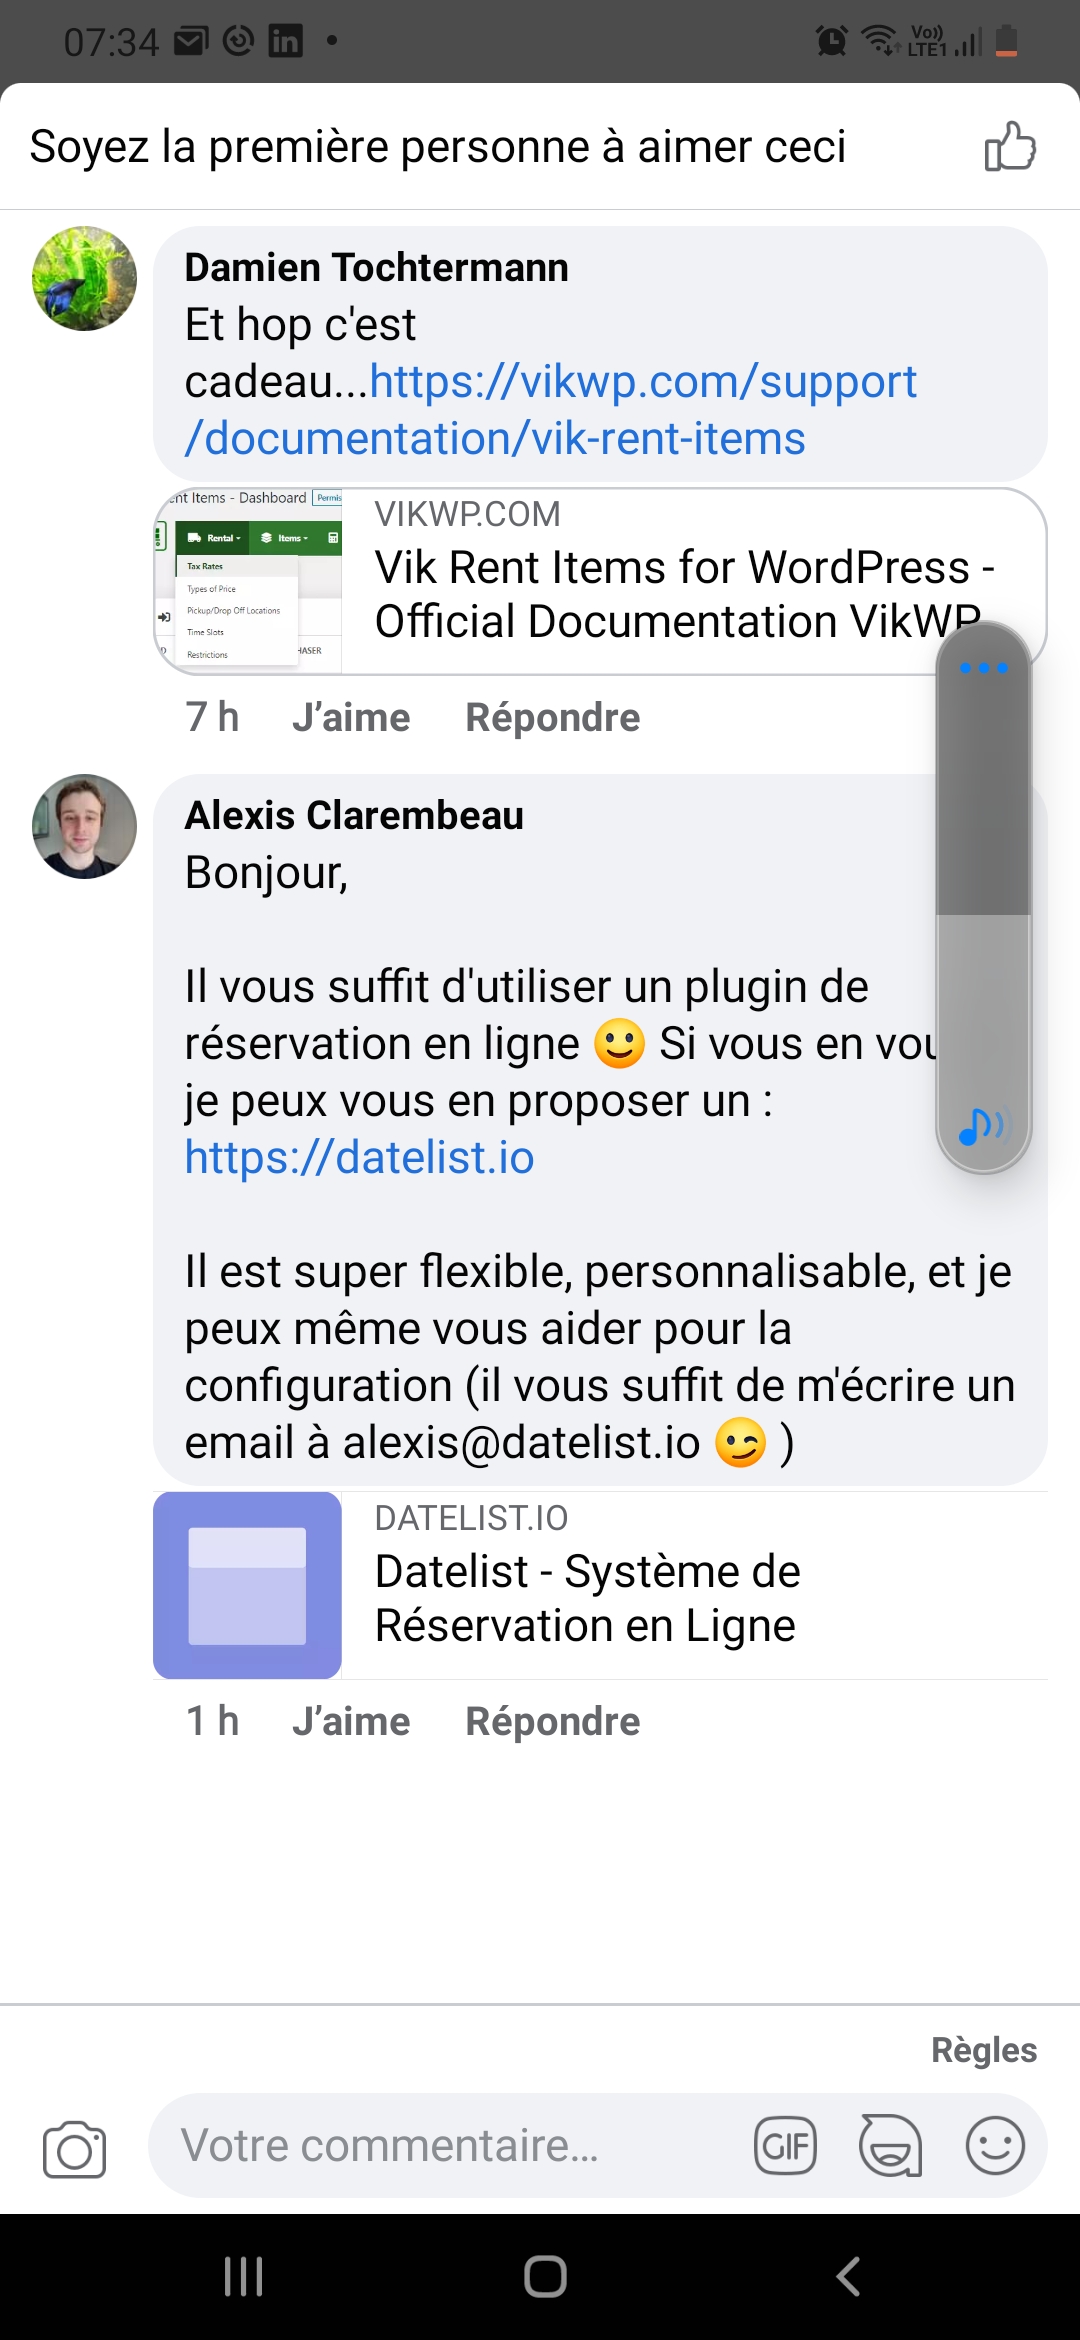 07:34
Vo))
LTE1
Soyez la première personne à aimer ceci
Damien Tochtermann
Et hop c'est
cadeau...https://vikwp.com/support
/documentation/vik-rent-items
ent Items - Dashboard Permis
Rental Items
Tax Rates
Types of Price
Pickup/Drop Off Locations
Time Slots
Restrictions
HASER
VIKWP.COM
Vik Rent Items for WordPress -
Official Documentation VikWP
7 h J’aime Répondre
Alexis Clarembeau
Bonjour,
Il vous suffit d'utiliser un plugin de
réservation en ligne 🙂 Si vous en vou
je peux vous en proposer un :
https://datelist.io
Il est super flexible, personnalisable, et je
peux même vous aider pour la
configuration (il vous suffit de m'écrire un
email à alexis@datelist.io 😉 )
DATELIST.IO
Datelist - Système de
Réservation en Ligne
1 h J’aime Répondre
Règles
Votre commentaire...
GIF